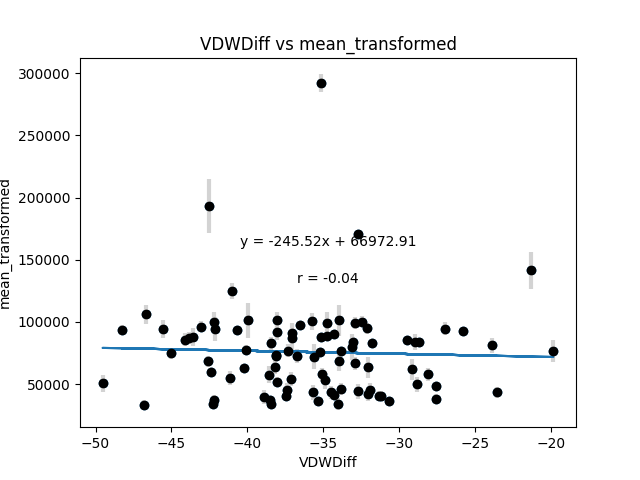 VDWDiff vs mean_transformed
300000
250000
200000
150000
100000
50000
mean_transformed
y = -245.52x + 66972.91
r = -0.04
−50
−45
−40
−35
−30
−25
−20
VDWDiff